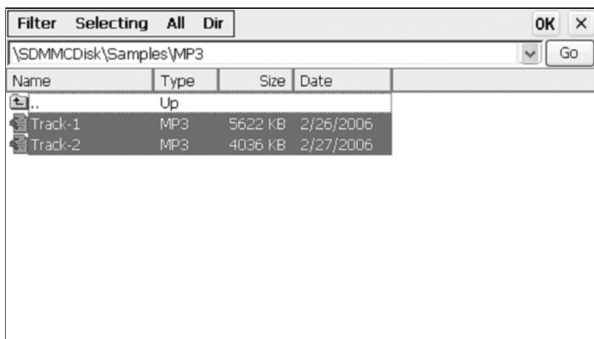 Filter Selecting All Dir OK ×
\SDMMCDisk\Samples\MP3 Go
Name Type Size Date
.. Up
Track-1 MP3 5622 KB 2/26/2006
Track-2 MP3 4036 KB 2/27/2006